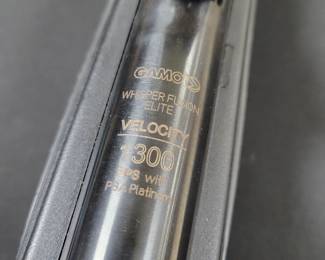 GAMO
WHISPER FUSION
ELITE
VELOCITY
1300
FPS with
PBA Platinum